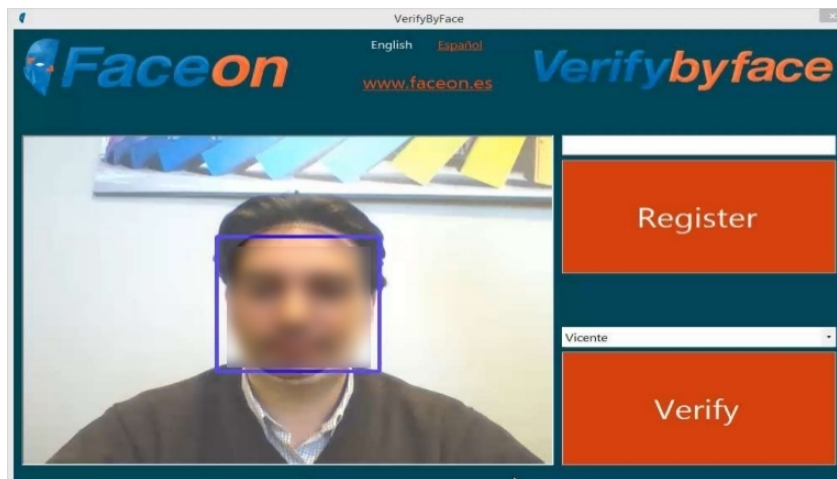 VerifyByFace
Faceon
English Español
www.faceon.es
Verifybyface
Register
Vicente
Verify